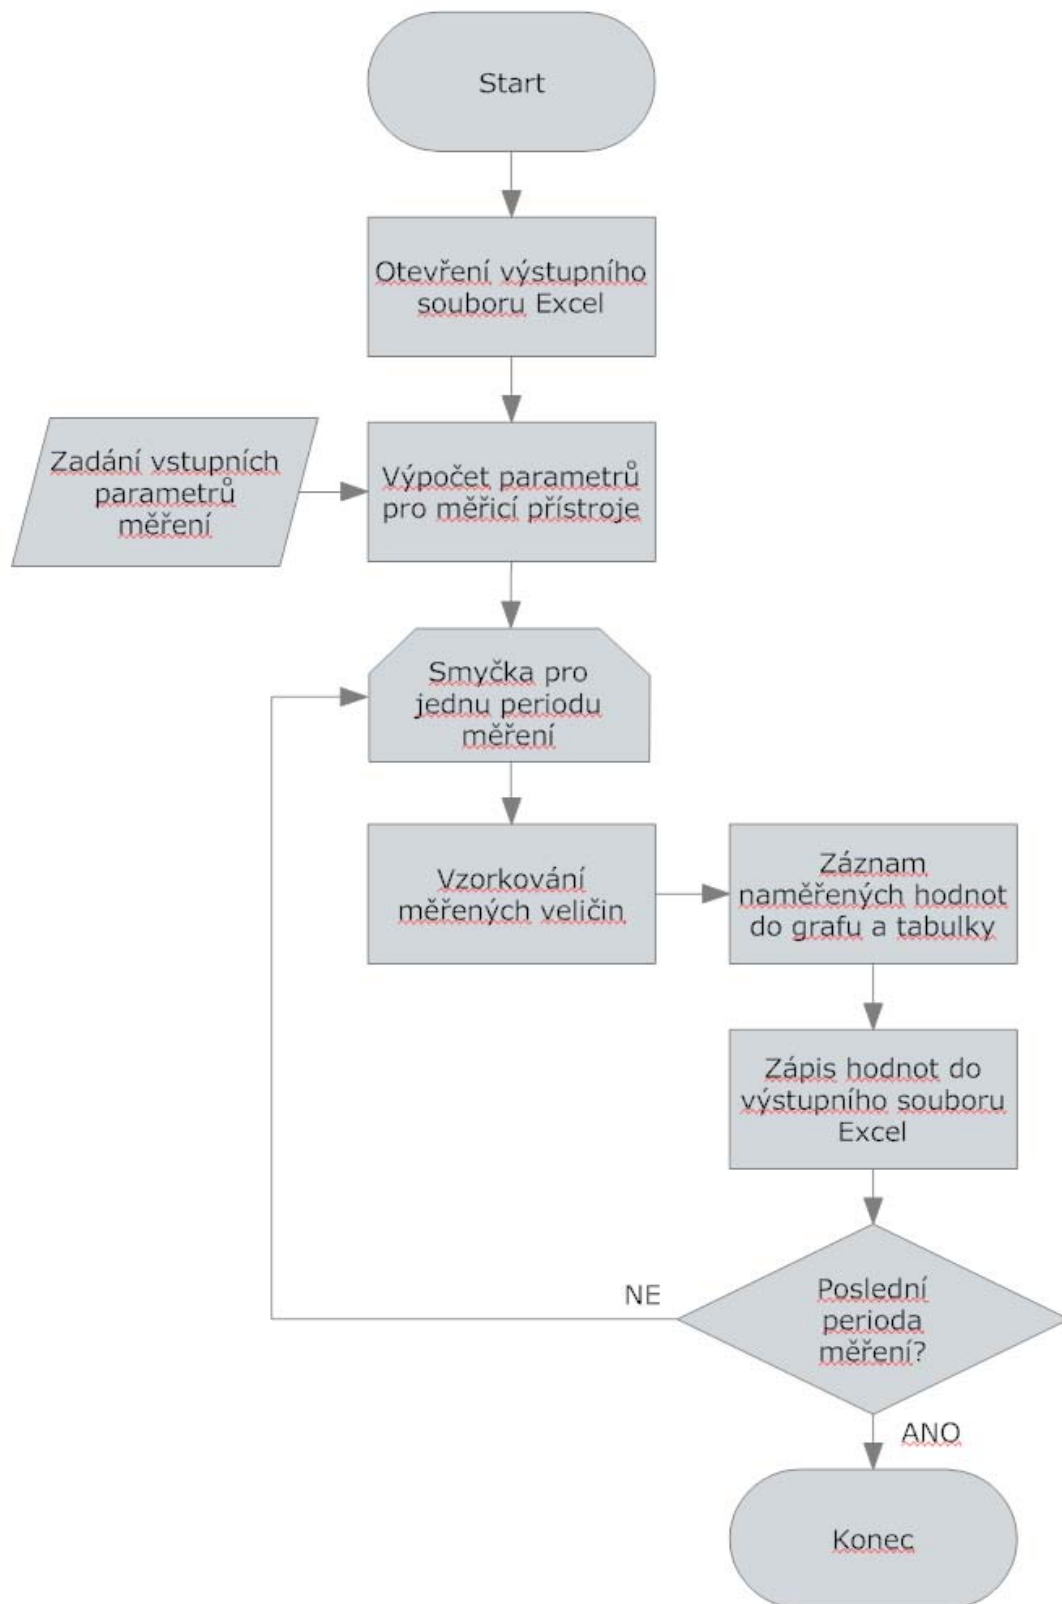 Start
Otevření výstupního
souboru Excel
Zadání vstupních
parametrů
měření
Výpočet parametrů
pro měřicí přístroje
Smyčka pro
jednu periodu
měření
Vzorkování
měřených veličin
Záznam
naměřených hodnot
do grafu a tabulky
Zápis hodnot do
výstupního souboru
Excel
NE
Poslední
perioda
měření?
ANO
Konec